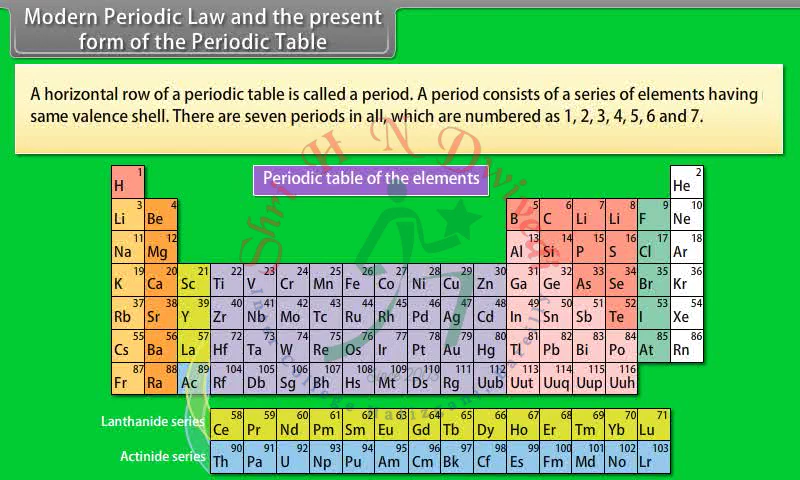 Modern Periodic Law and the present
form of the Periodic Table
A horizontal row of a periodic table is called a period. A period consists of a series of elements having
same valence shell. There are seven periods in all, which are numbered as 1, 2, 3, 4, 5, 6 and 7.
Shri H N Dwivedi
Periodic table of the elements
1 H 2 He
3 Li 4 Be 5 B 6 C 7 Li 8 Li 9 F 10 Ne
11 Na 12 Mg 13 Al 14 Si 15 P 16 S 17 Cl 18 Ar
19 K 20 Ca 21 Sc 22 Ti 23 V 24 Cr 25 Mn 26 Fe 27 Co 28 Ni 29 Cu 30 Zn 31 Ga 32 Ge 33 As 34 Se 35 Br 36 Kr
37 Rb 38 Sr 39 Y 40 Zr 41 Nb 42 Mo 43 Tc 44 Ru 45 Rh 46 Pd 47 Ag 48 Cd 49 In 50 Sn 51 Sb 52 Te 53 I 54 Xe
55 Cs 56 Ba 57 La 72 Hf 73 Ta 74 W 75 Re 76 Os 77 Ir 78 Pt 79 Au 80 Hg 81 Tl 82 Pb 83 Bi 84 Po 85 At 86 Rn
87 Fr 88 Ra 89 Ac 104 Rf 105 Db 106 Sg 107 Bh 108 Hs 109 Mt 110 Ds 111 Rg 112 Uub 113 Uut 114 Uuq 115 Uup 116 Uuh
Lanthanide series 58 Ce 59 Pr 60 Nd 61 Pm 62 Sm 63 Eu 64 Gd 65 Tb 66 Dy 67 Ho 68 Er 69 Tm 70 Yb 71 Lu
Actinide series 90 Th 91 Pa 92 U 93 Np 94 Pu 95 Am 96 Cm 97 Bk 98 Cf 99 Es 100 Fm 101 Md 102 No 103 Lr